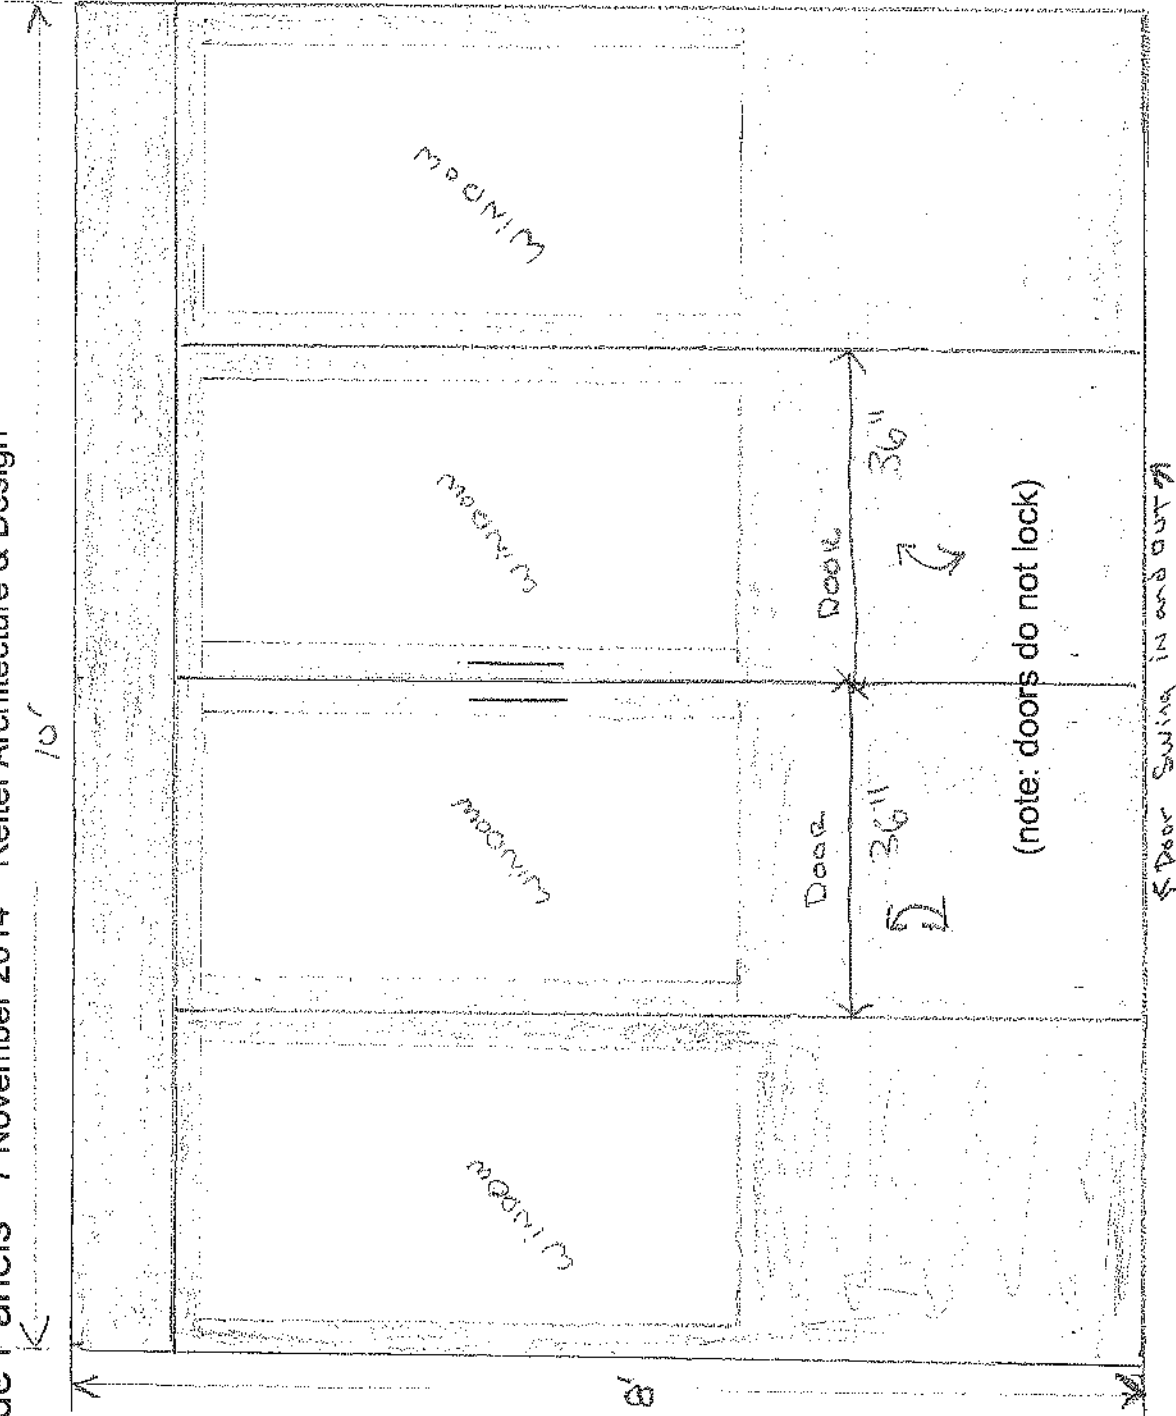 Panels 7 November 2014 Architecture & Design
10'
8'
WINDOW WINDOW WINDOW WINDOW
DOOR DOOR
36" 36"
(note: doors do not lock)
Door Swing in and out